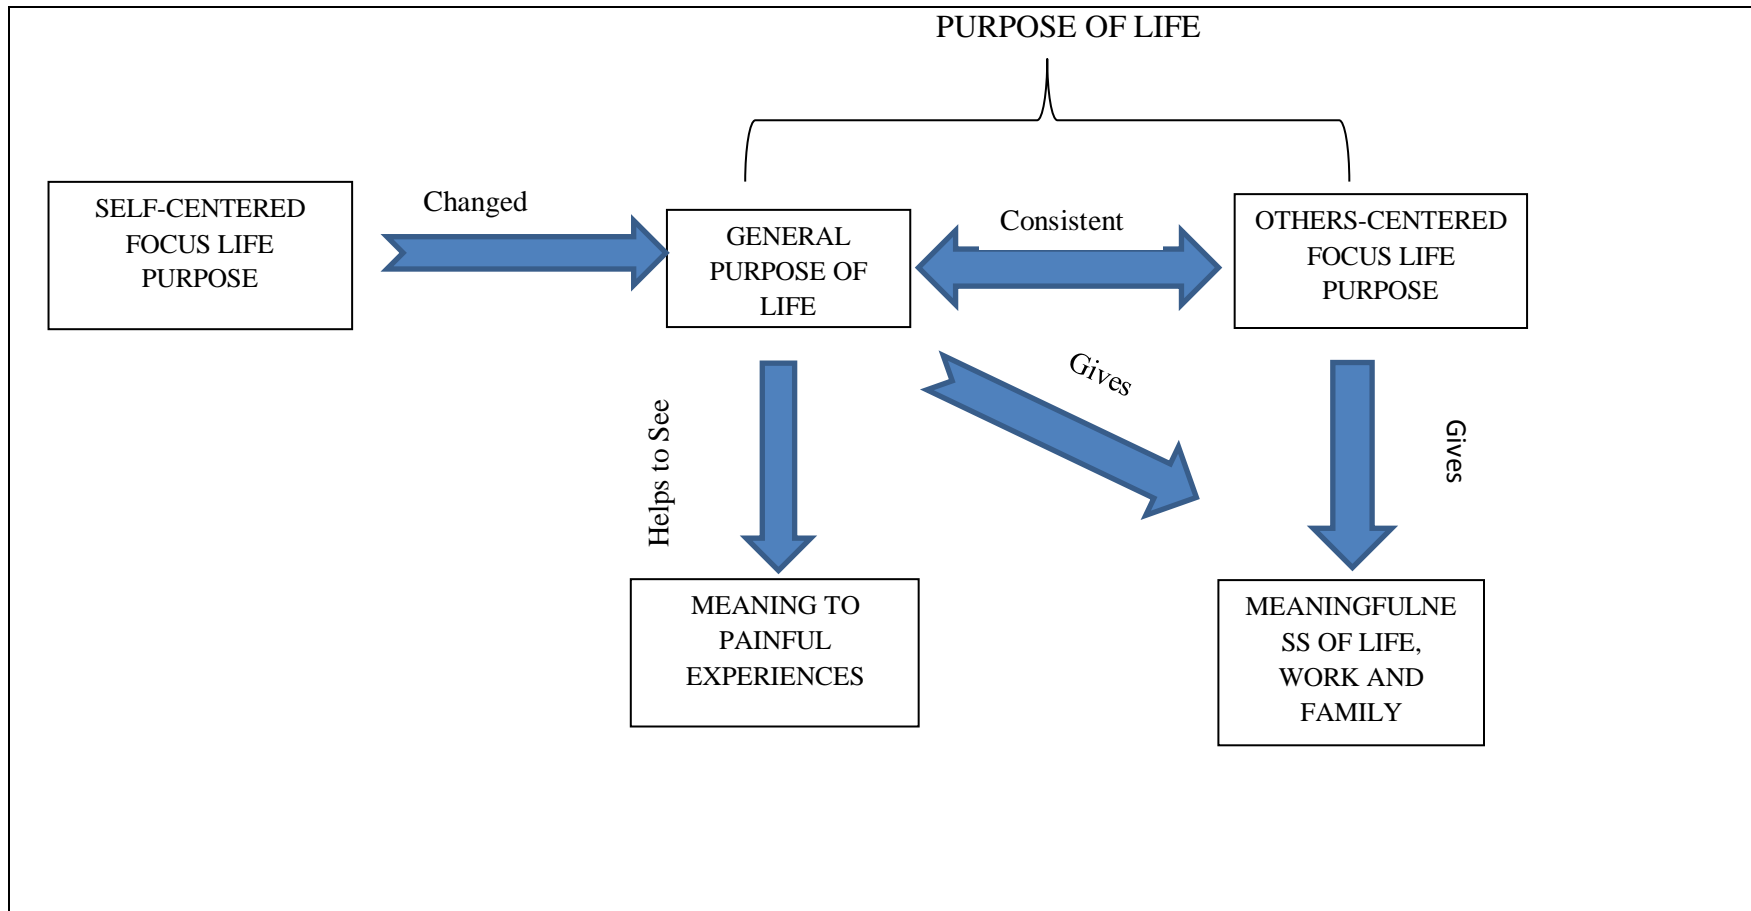 PURPOSE OF LIFE
SELF-CENTERED
FOCUS LIFE
PURPOSE
Changed
GENERAL
PURPOSE OF
LIFE
Consistent
OTHERS-CENTERED
FOCUS LIFE
PURPOSE
Helps to See
Gives
Gives
MEANING TO
PAINFUL
EXPERIENCES
MEANINGFULNE
SS OF LIFE,
WORK AND
FAMILY